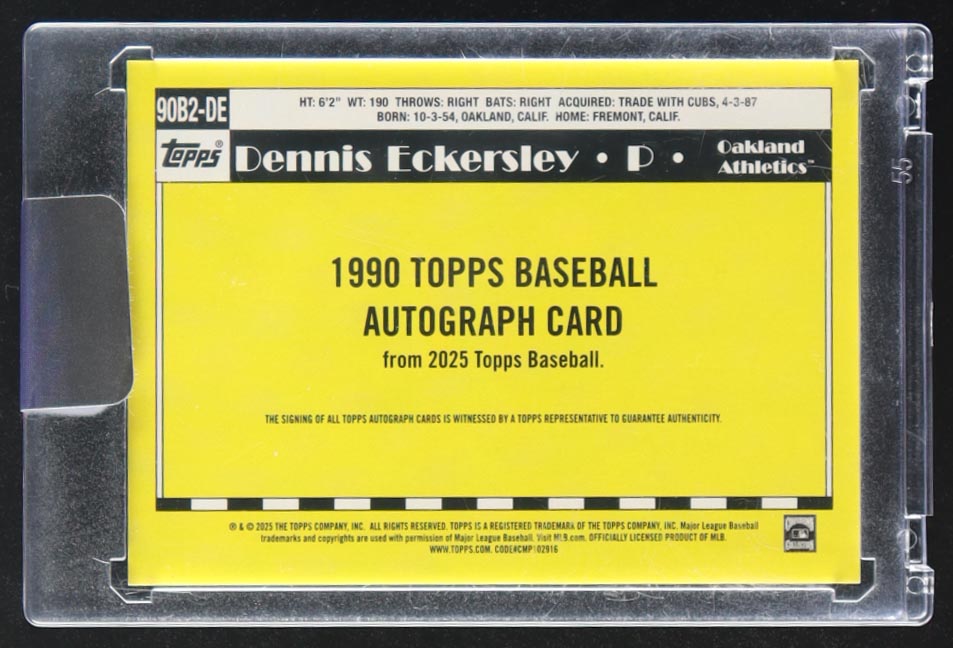 90B2-DE
HT: 6'2" WT: 190 THROWS: RIGHT BATS: RIGHT ACQUIRED: TRADE WITH CUBS, 4-3-87
BORN: 10-3-54, OAKLAND, CALIF. HOME: FREMONT, CALIF.
Topps®
Dennis Eckersley • P •
Oakland
Athletics™
1990 TOPPS BASEBALL
AUTOGRAPH CARD
from 2025 Topps Baseball.
THE SIGNING OF ALL TOPPS AUTOGRAPH CARDS IS WITNESSED BY A TOPPS REPRESENTATIVE TO GUARANTEE AUTHENTICITY.
® & © 2025 THE TOPPS COMPANY, INC. ALL RIGHTS RESERVED. TOPPS IS A REGISTERED TRADEMARK OF THE TOPPS COMPANY, INC. Major League Baseball
trademarks and copyrights are used with permission of Major League Baseball. Visit MLB.com. OFFICIALLY LICENSED PRODUCT OF MLB.
WWW.TOPPS.COM. CODE#CMP102916
55